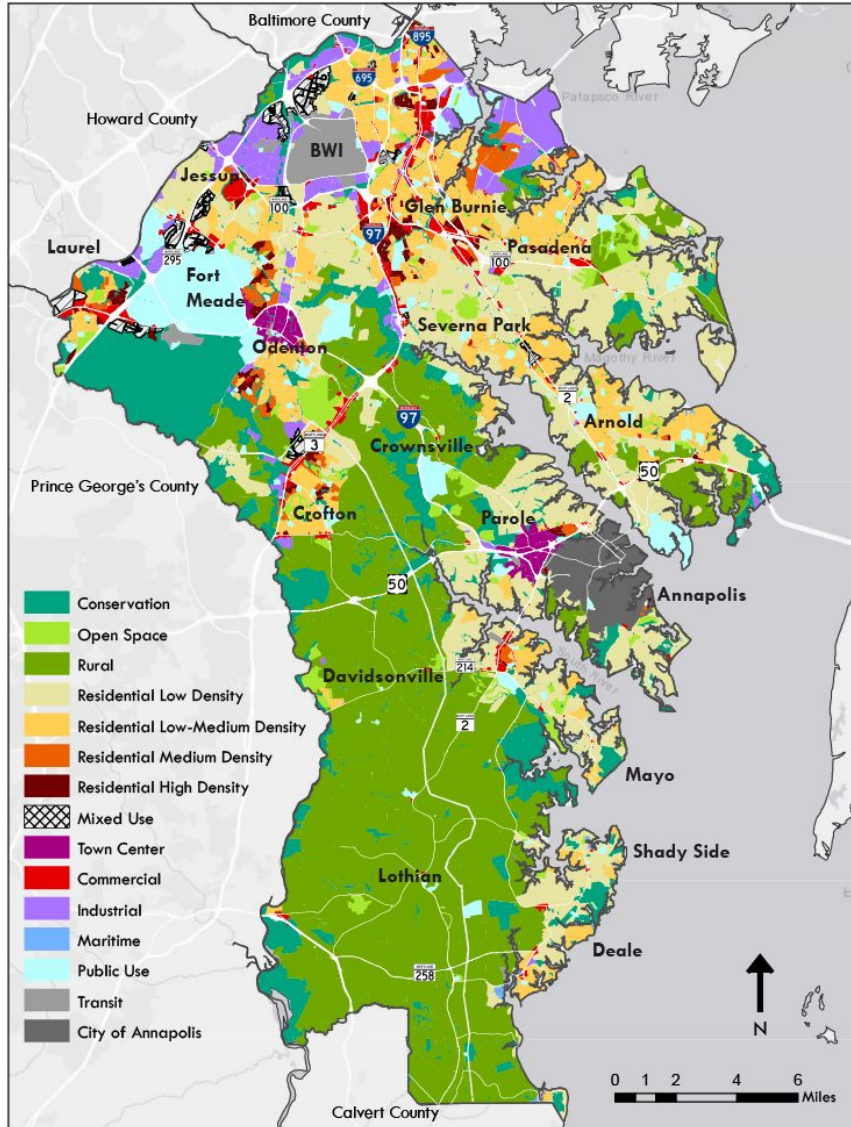 Baltimore County
895
695
Patapsco River
Howard County
BWI
Jessup
100
Glen Burnie
97
Pasadena
Laurel
295
100
Fort
Meade
Severna Park
Odenton
Magothy River
2
97
Arnold
3
Crownsville
50
Prince George's County
Crofton
Parole
50
Annapolis
Conservation
Open Space
Rural
Residential Low Density
Residential Low-Medium Density
Residential Medium Density
Residential High Density
Mixed Use
Town Center
Commercial
Industrial
Maritime
Public Use
Transit
City of Annapolis
South River
214
Davidsonville
2
Mayo
Shady Side
Lothian
Deale
258
N
0 1 2 4 6
Miles
Calvert County